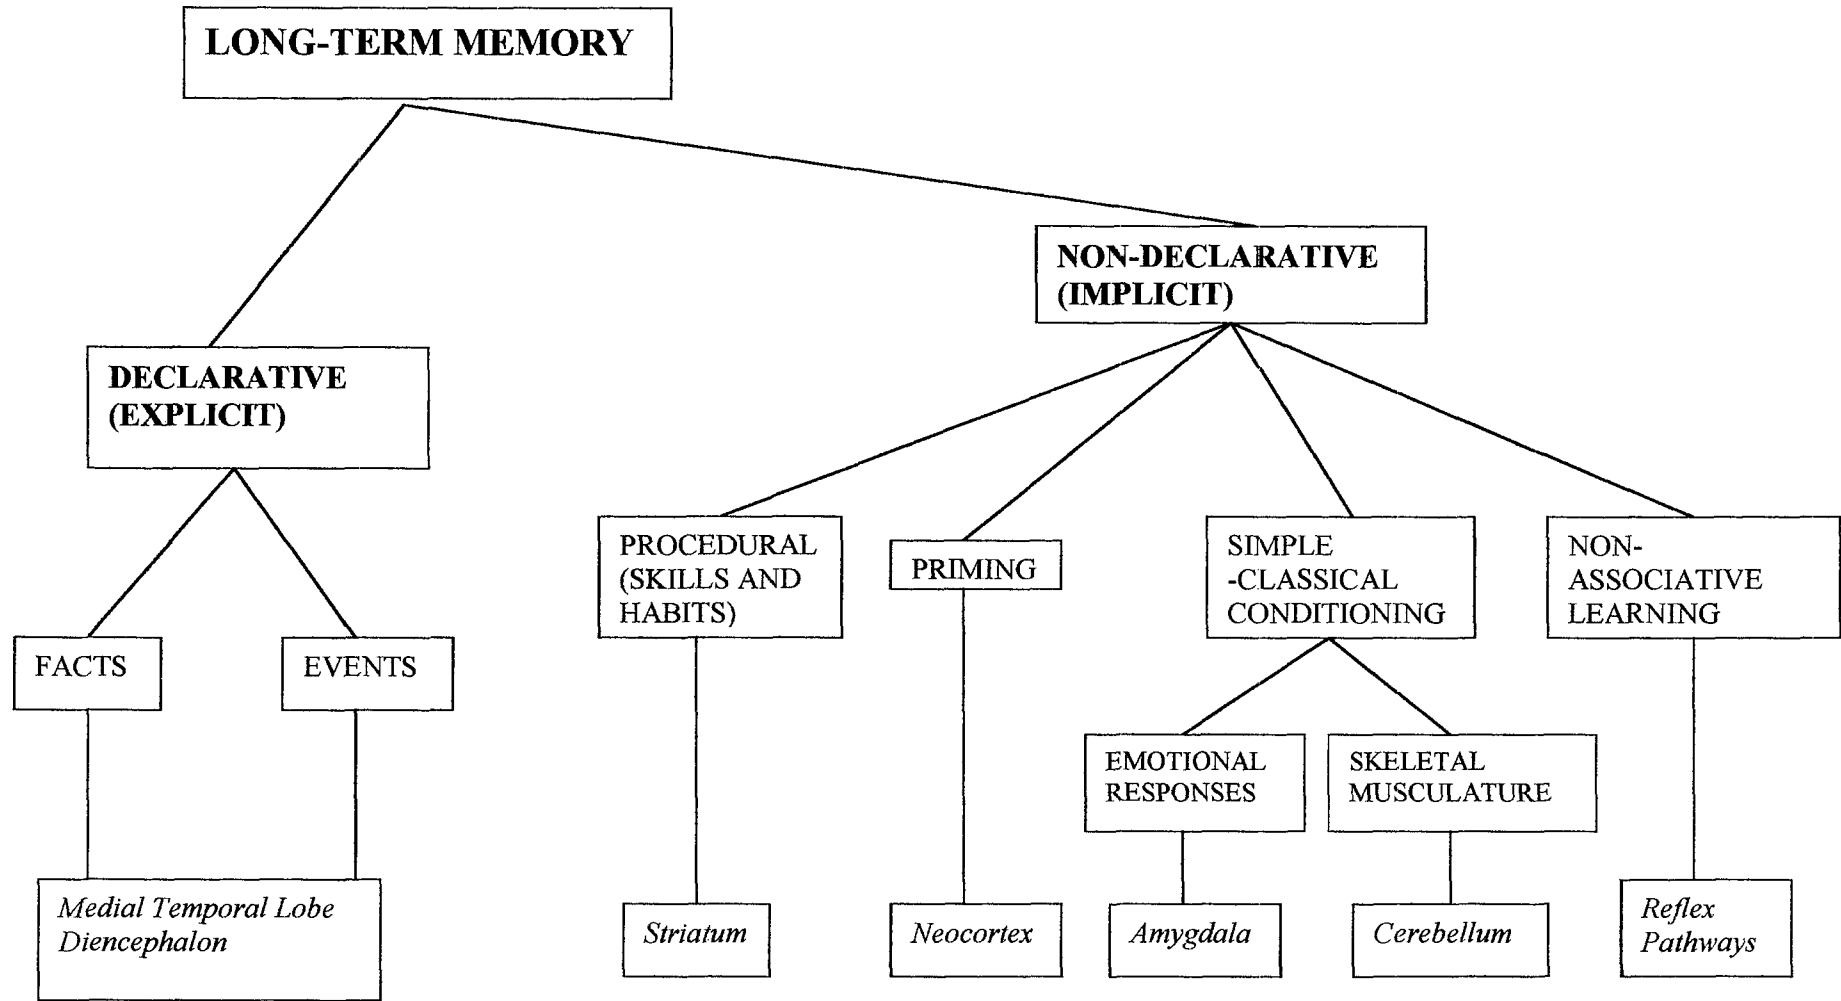 LONG-TERM MEMORY
NON-DECLARATIVE
(IMPLICIT)
DECLARATIVE
(EXPLICIT)
PROCEDURAL
(SKILLS AND
HABITS)
PRIMING
SIMPLE
-CLASSICAL
CONDITIONING
NON-
ASSOCIATIVE
LEARNING
FACTS
EVENTS
EMOTIONAL
RESPONSES
SKELETAL
MUSCULATURE
Medial Temporal Lobe
Diencephalon
Striatum
Neocortex
Amygdala
Cerebellum
Reflex
Pathways